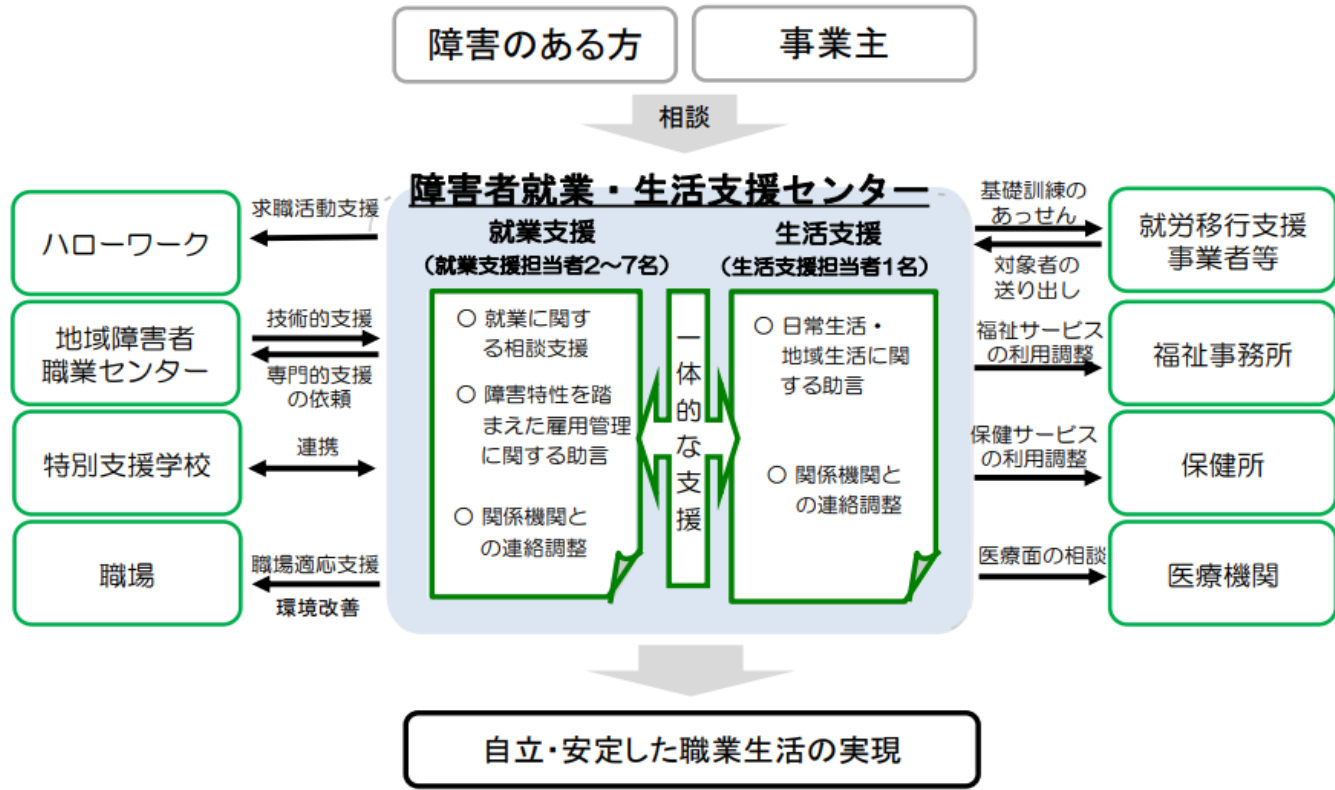 障害のある方
事業主
相談
障害者就業・生活支援センター
ハローワーク
求職活動支援
地域障害者
職業センター
技術的支援
専門的支援
の依頼
特別支援学校
連携
職場
職場適応支援
環境改善
就業支援
(就業支援担当者2~7名)
○ 就業に関す
る相談支援
○ 障害特性を踏
まえた雇用管理
に関する助言
○ 関係機関と
の連絡調整
一体的な支援
生活支援
(生活支援担当者1名)
○ 日常生活・
地域生活に関
する助言
○ 関係機関と
の連絡調整
基礎訓練の
あっせん
対象者の
送り出し
就労移行支援
事業者等
福祉サービス
の利用調整
福祉事務所
保健サービス
の利用調整
保健所
医療面の相談
医療機関
自立・安定した職業生活の実現